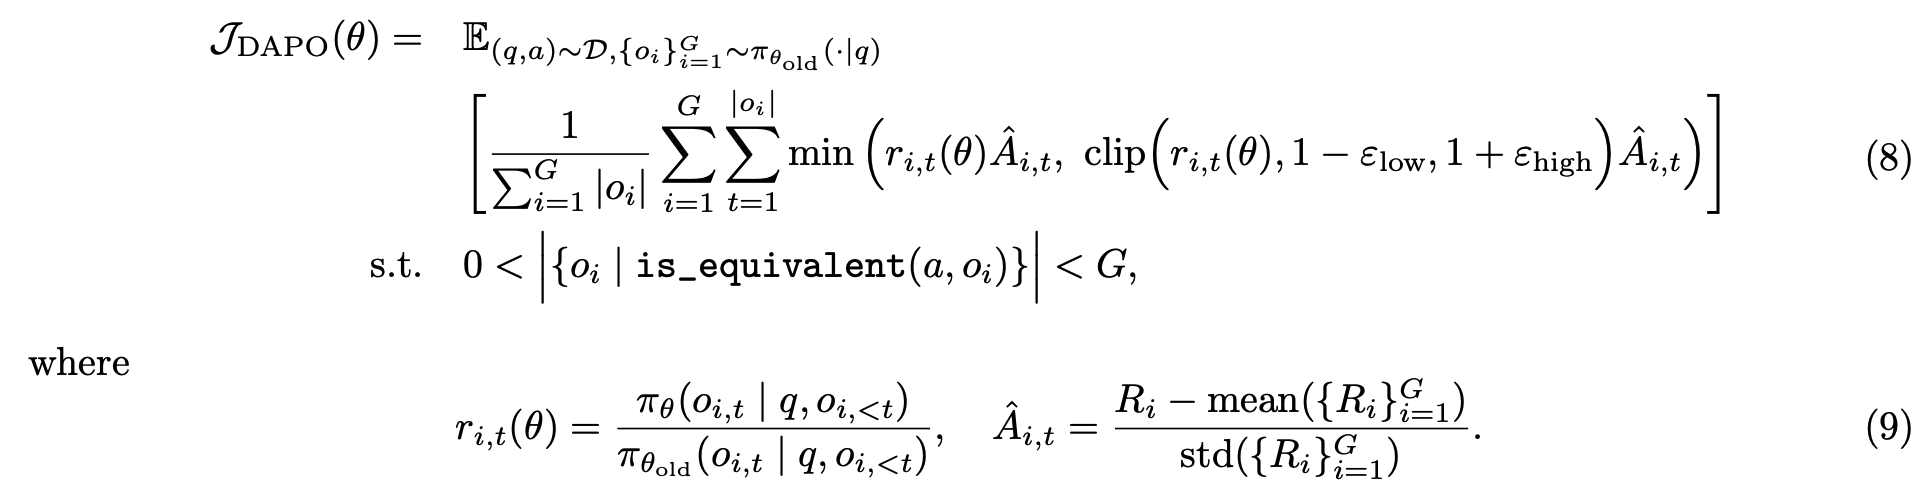 𝒥_DAPO(θ) = 𝔼_{(q,a)∼𝒟, {o_i}_{i=1}^G ∼ π_{θ_old}(·|q)}
[ 1 / ∑_{i=1}^G |o_i| ∑_{i=1}^G ∑_{t=1}^{|o_i|} min ( r_{i,t}(θ) Â_{i,t}, clip( r_{i,t}(θ), 1 − ε_low, 1 + ε_high ) Â_{i,t} ) ] (8)
s.t. 0 < | {o_i | is_equivalent(a, o_i)} | < G,
where
r_{i,t}(θ) = π_θ(o_{i,t} | q, o_{i,<t}) / π_{θ_old}(o_{i,t} | q, o_{i,<t}), Â_{i,t} = R_i − mean({R_i}_{i=1}^G) / std({R_i}_{i=1}^G). (9)